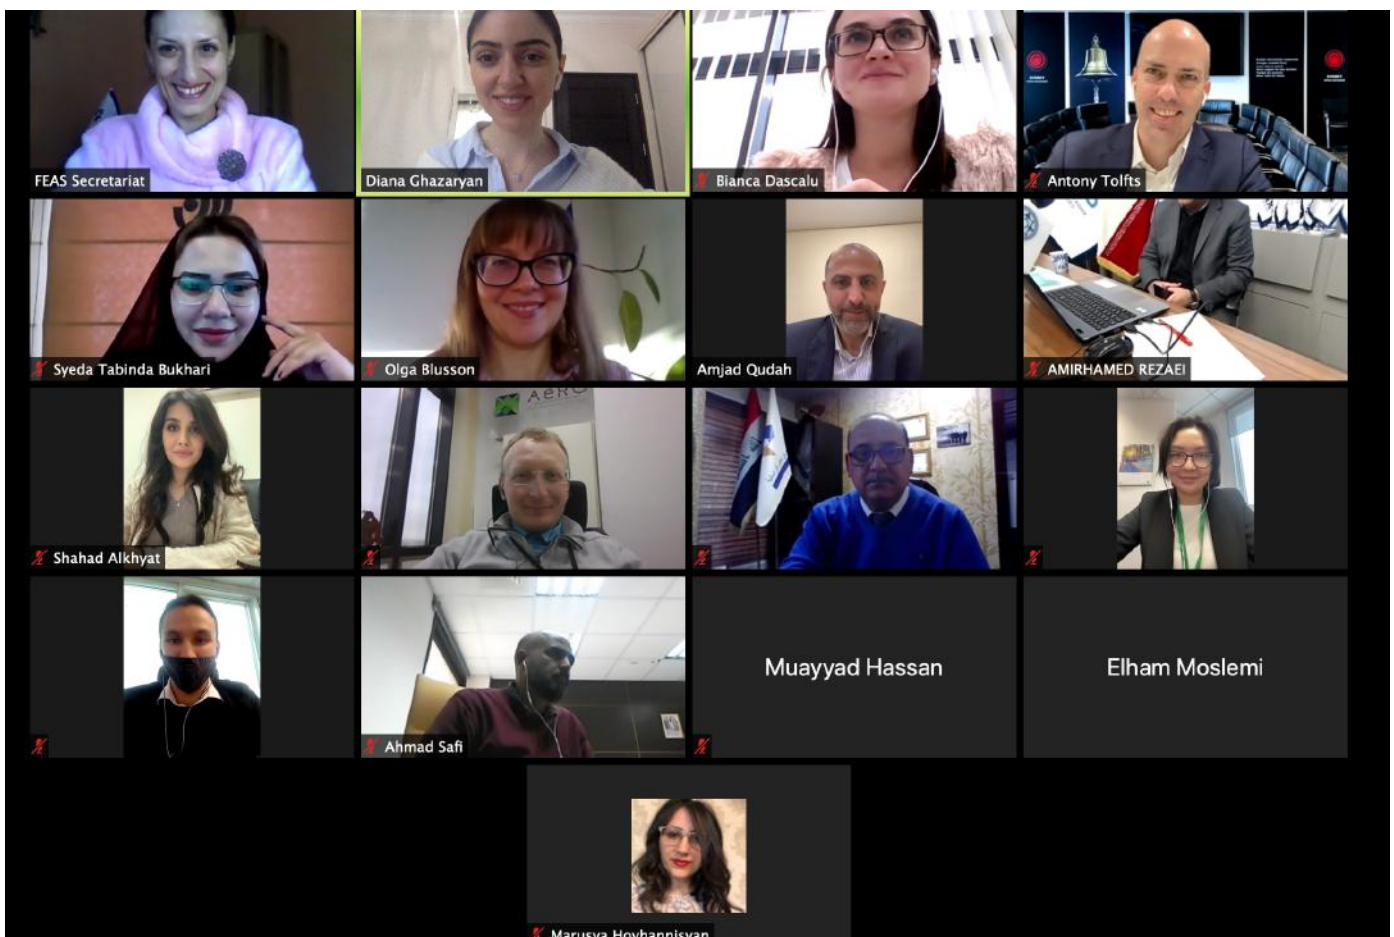 FEAS Secretariat
Diana Ghazaryan
Bianca Dascalu
Antony Tolfts
Syeda Tabinda Bukhari
Olga Blusson
Amjad Qudah
AMIRHAMED REZAEI
Shahad Alkhyat
AeRO
Ahmad Safi
Muayyad Hassan
Elham Moslemi
Marusya Hovhannisyan